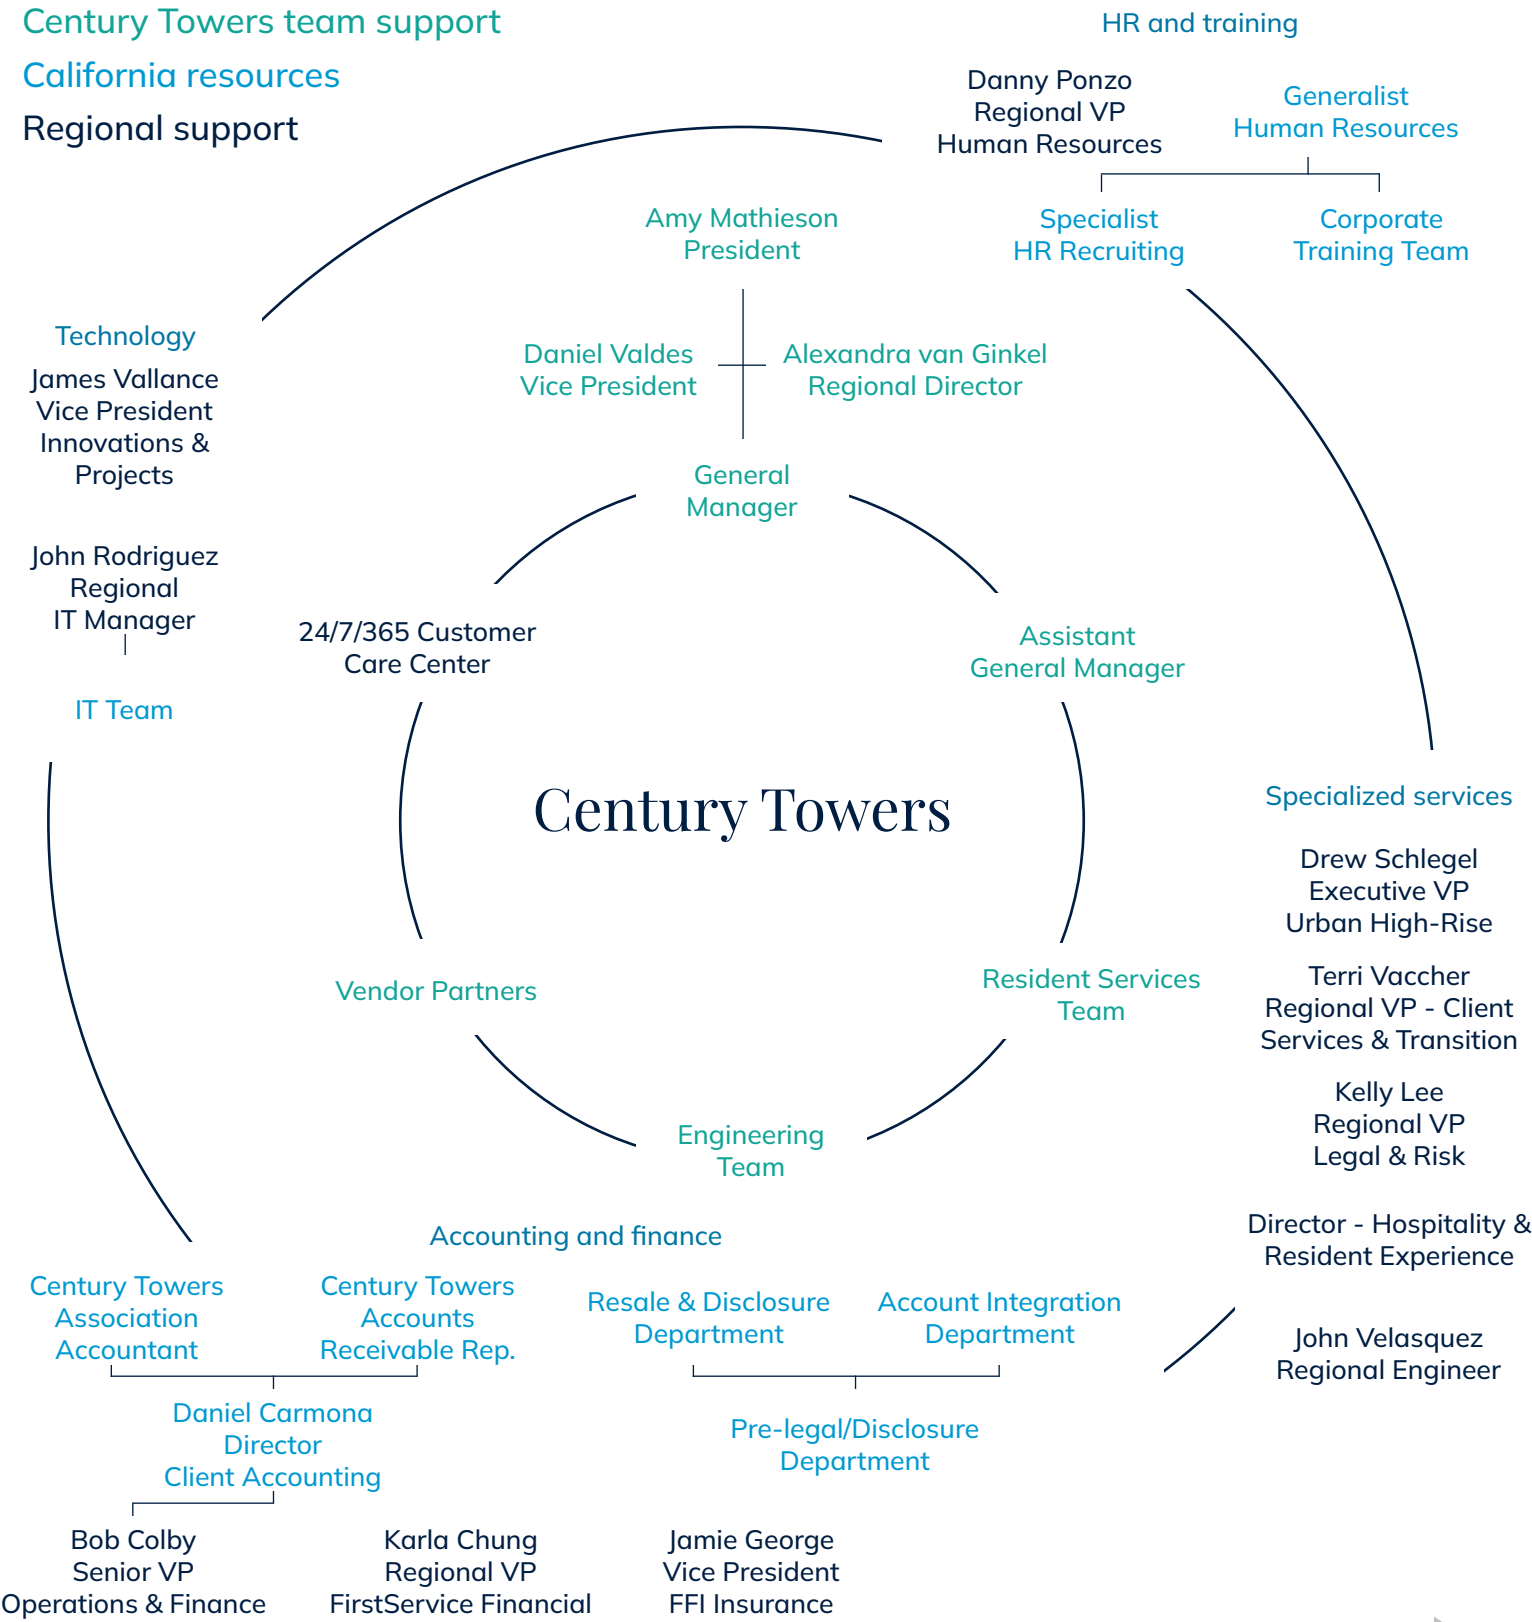 Century Towers team support
California resources
Regional support
HR and training
Danny Ponzo
Regional VP
Human Resources
Generalist
Human Resources
Specialist
HR Recruiting
Corporate
Training Team
Amy Mathieson
President
Daniel Valdes
Vice President
Alexandra van Ginkel
Regional Director
General
Manager
Technology
James Vallance
Vice President
Innovations &
Projects
John Rodriguez
Regional
IT Manager
IT Team
24/7/365 Customer
Care Center
Assistant
General Manager
Century Towers
Vendor Partners
Resident Services
Team
Engineering
Team
Specialized services
Drew Schlegel
Executive VP
Urban High-Rise
Terri Vaccher
Regional VP - Client
Services & Transition
Kelly Lee
Regional VP
Legal & Risk
Director - Hospitality &
Resident Experience
John Velasquez
Regional Engineer
Accounting and finance
Century Towers
Association
Accountant
Century Towers
Accounts
Receivable Rep.
Resale & Disclosure
Department
Account Integration
Department
Daniel Carmona
Director
Client Accounting
Pre-legal/Disclosure
Department
Bob Colby
Senior VP
Operations & Finance
Karla Chung
Regional VP
FirstService Financial
Jamie George
Vice President
FFI Insurance